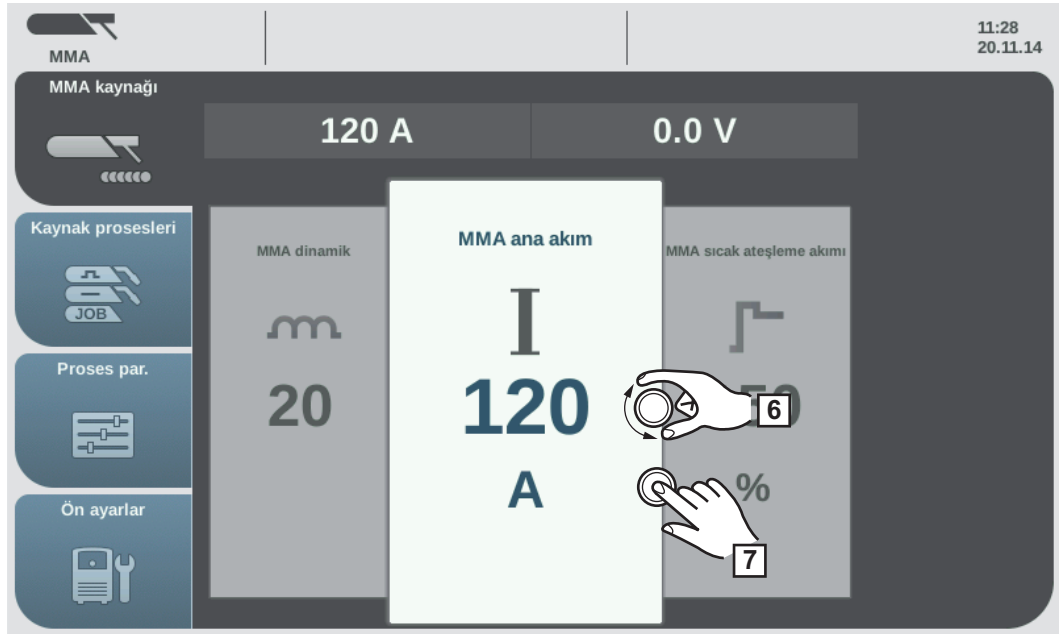 MMA
11:28
20.11.14
MMA kaynağı
120 A
0.0 V
Kaynak prosesleri
JOB
Proses par.
Ön ayarlar
MMA dinamik
20
MMA ana akım
I
120
A
MMA sıcak ateşleme akımı
%
6
7